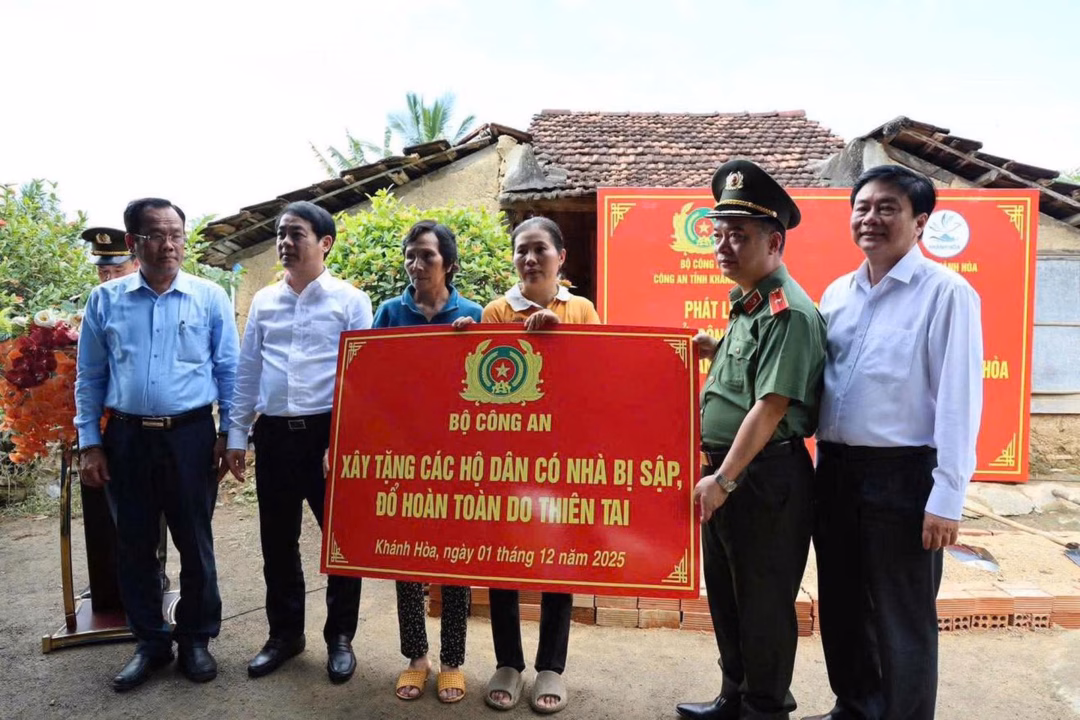 BỘ CÔNG AN
XÂY TẶNG CÁC HỘ DÂN CÓ NHÀ BỊ SẬP,
ĐỔ HOÀN TOÀN DO THIÊN TAI
Khánh Hòa, ngày 01 tháng 12 năm 2025
BỘ CÔNG
CÔNG AN TỈNH KHÁN
PHÁT L
HÒA